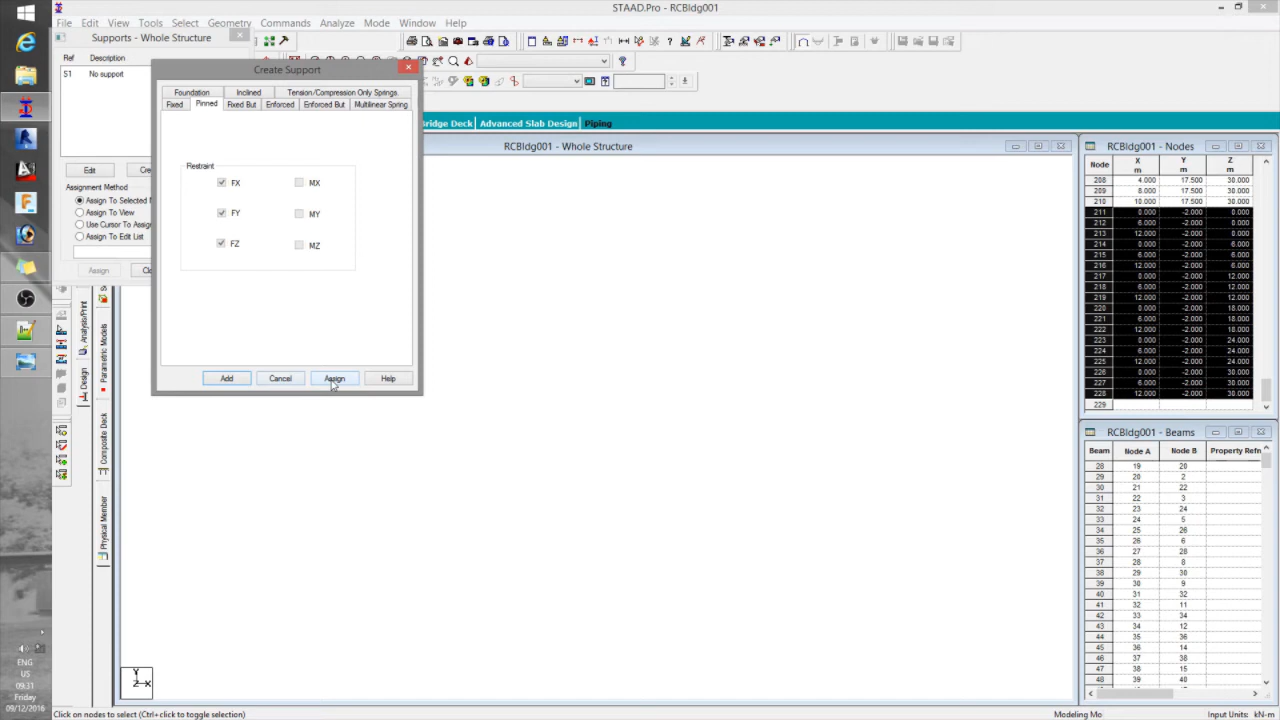 STAAD.Pro - RCBldg001
File Edit View Tools Select Geometry Commands Analyze Mode Window Help
Supports - Whole Structure
Ref Description
S1 No support
Edit Cre
Assignment Method
Assign To Selected N
Assign To View
Use Cursor To Assig
Assign To Edit List
Assign Clo
Create Support
Foundation Inclined Tension/Compression Only Springs
Fixed Pinned Fixed But Enforced Enforced But Multilinear Spring
Restraint
FX MX
FY MY
FZ MZ
Add Cancel Assign Help
Bridge Deck Advanced Slab Design Piping
RCBldg001 - Whole Structure
Analysis/Print
Design
Parametric Models
Composite Deck
Physical Member
Y
Z X
RCBldg001 - Nodes
Node X Y Z
m m m
208 4.000 17.500 30.000
209 8.000 17.500 30.000
210 10.000 17.500 30.000
211 0.000 -2.000 0.000
212 6.000 -2.000 0.000
213 12.000 -2.000 0.000
214 0.000 -2.000 6.000
215 6.000 -2.000 6.000
216 12.000 -2.000 6.000
217 0.000 -2.000 12.000
218 6.000 -2.000 12.000
219 12.000 -2.000 12.000
220 0.000 -2.000 18.000
221 6.000 -2.000 18.000
222 12.000 -2.000 18.000
223 0.000 -2.000 24.000
224 6.000 -2.000 24.000
225 12.000 -2.000 24.000
226 0.000 -2.000 30.000
227 6.000 -2.000 30.000
228 12.000 -2.000 30.000
229
RCBldg001 - Beams
Beam Node A Node B Property Refn
28 19 20
29 20 2
30 21 22
31 22 3
32 23 24
33 24 5
34 25 26
35 26 6
36 27 28
37 28 8
38 29 30
39 30 9
40 31 32
41 32 11
42 33 34
43 34 12
44 35 36
45 36 14
46 37 38
47 38 15
48 39 40
ENG
US
09:31
Friday
09/12/2016
Click on nodes to select (Ctrl+click to toggle selection) Modeling Mo Input Units: kN-m